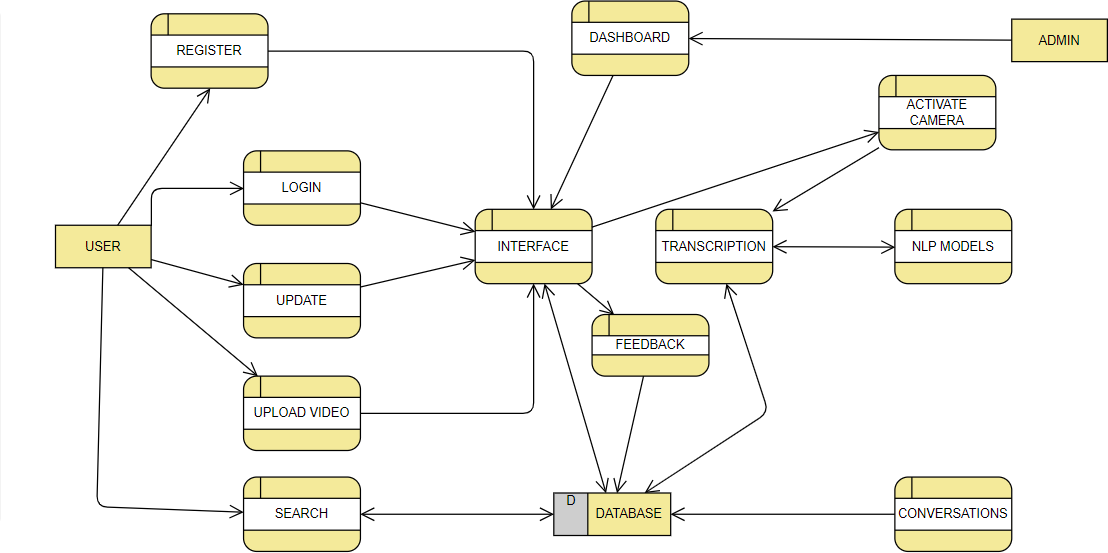 REGISTER
DASHBOARD
ADMIN
ACTIVATE
CAMERA
LOGIN
USER
INTERFACE
TRANSCRIPTION
NLP MODELS
UPDATE
FEEDBACK
UPLOAD VIDEO
D
SEARCH
DATABASE
CONVERSATIONS